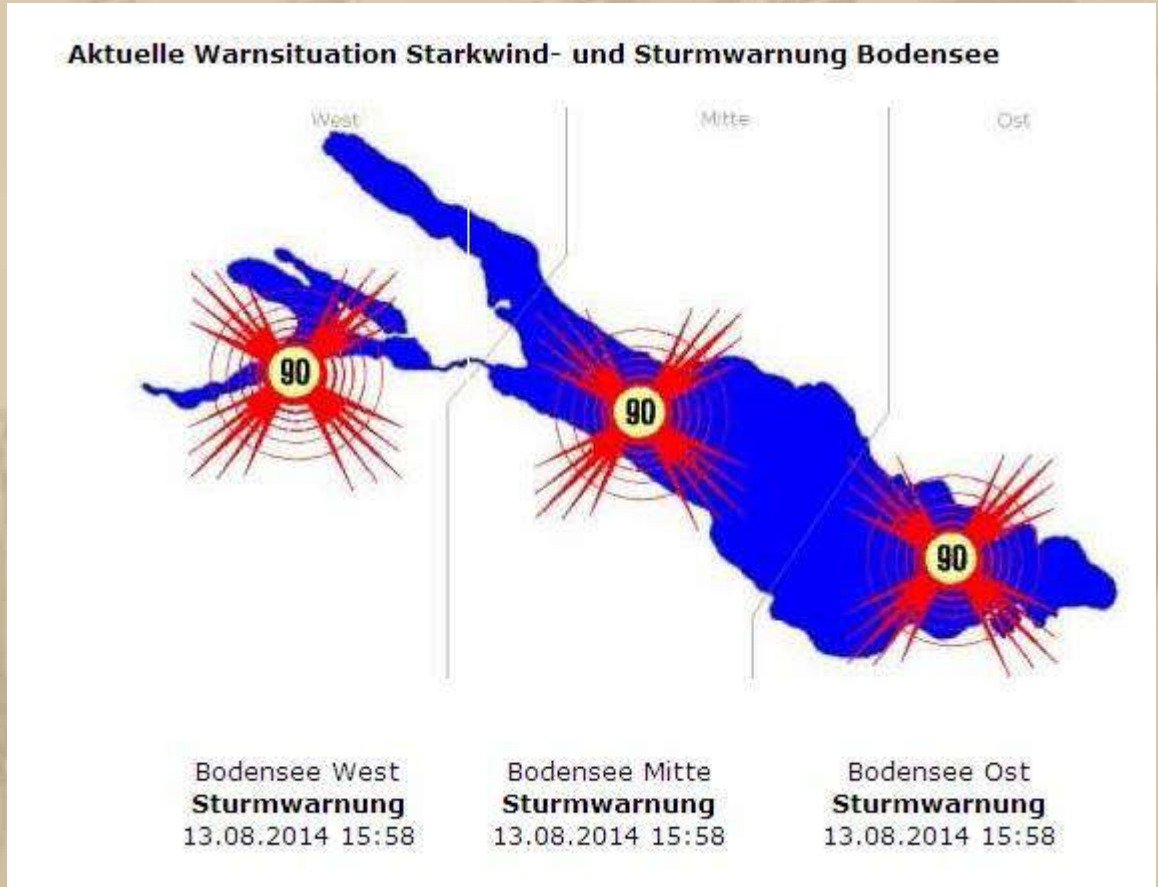 Aktuelle Warnsituation Starkwind- und Sturmwarnung Bodensee
West
Mitte
Ost
90
90
90
Bodensee West
Sturmwarnung
13.08.2014 15:58
Bodensee Mitte
Sturmwarnung
13.08.2014 15:58
Bodensee Ost
Sturmwarnung
13.08.2014 15:58